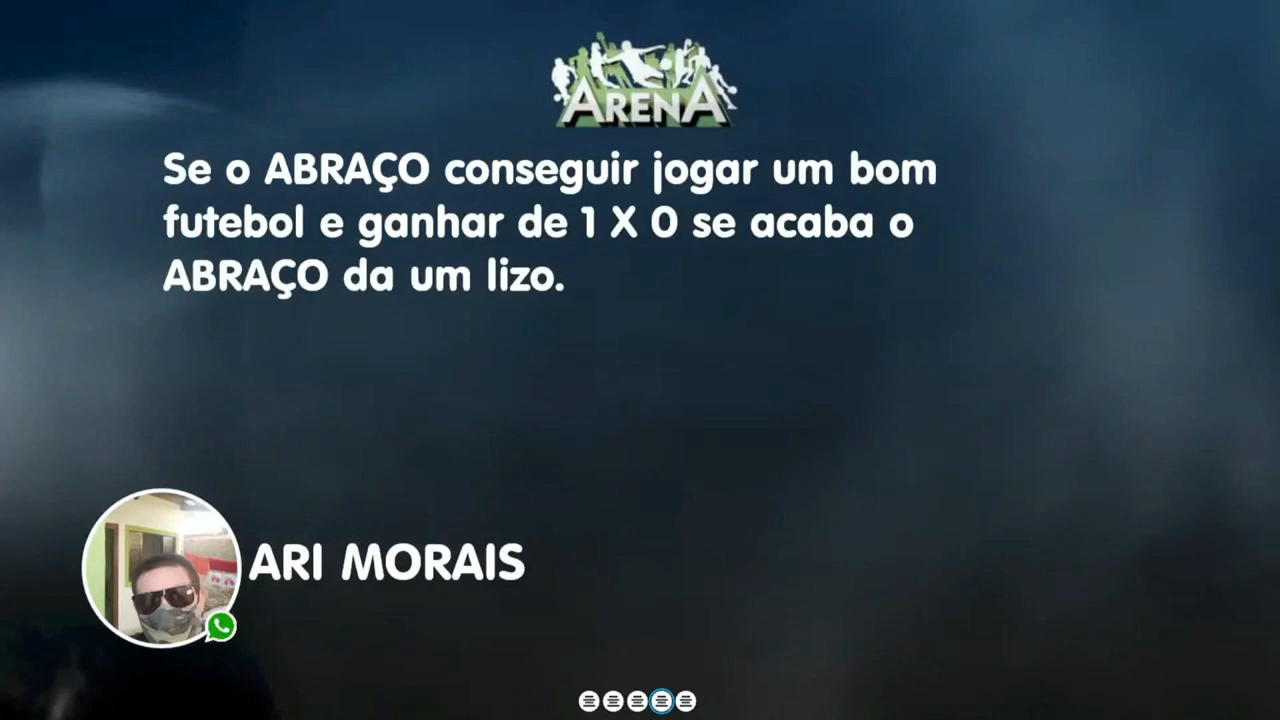 ARENA
Se o ABRAÇO conseguir jogar um bom
futebol e ganhar de 1 X 0 se acaba o
ABRAÇO da um lizo.
ARI MORAIS